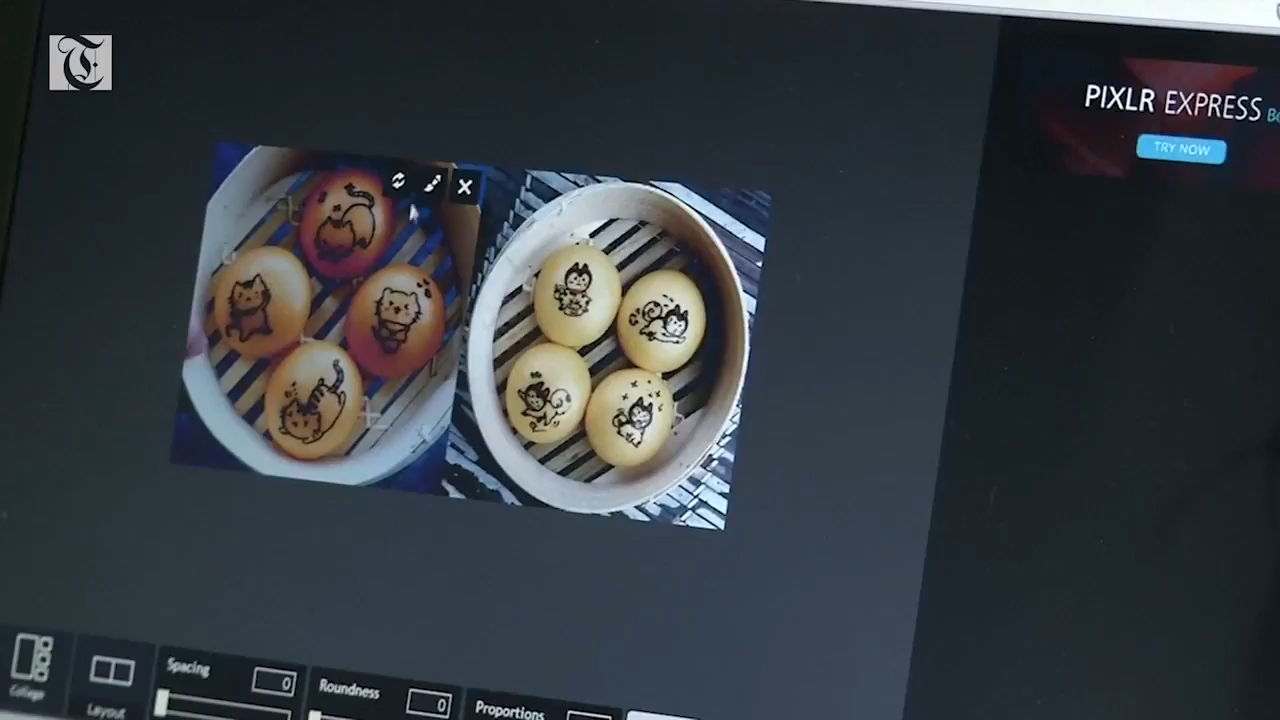 T
PIXLR EXPRESS
TRY NOW
Collage
Layout
Spacing
0
Roundness
0
Proportions